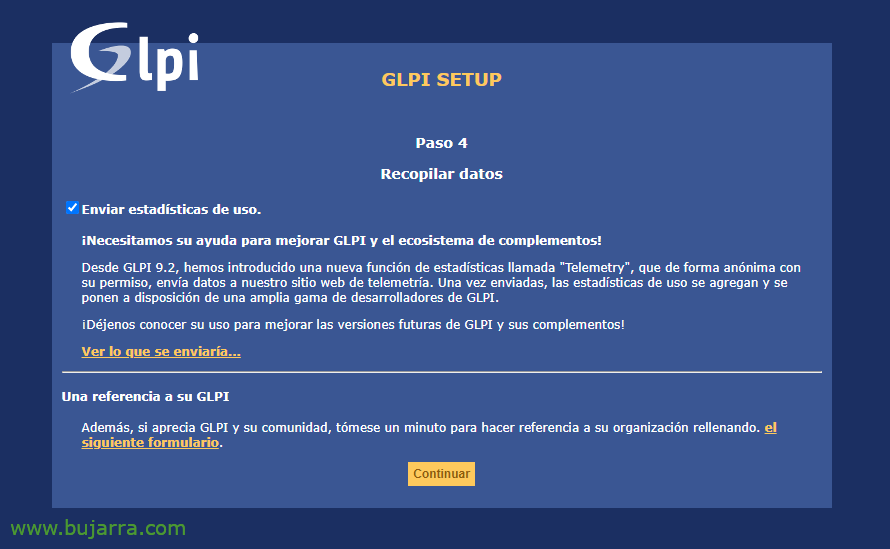 Glpi
GLPI SETUP
Paso 4
Recopilar datos
Enviar estadísticas de uso.
¡Necesitamos su ayuda para mejorar GLPI y el ecosistema de complementos!
Desde GLPI 9.2, hemos introducido una nueva función de estadísticas llamada "Telemetry", que de forma anónima con
su permiso, envía datos a nuestro sitio web de telemetría. Una vez enviadas, las estadísticas de uso se agregan y se
ponen a disposición de una amplia gama de desarrolladores de GLPI.
¡Déjenos conocer su uso para mejorar las versiones futuras de GLPI y sus complementos!
Ver lo que se enviaría...
Una referencia a su GLPI
Además, si aprecia GLPI y su comunidad, tómese un minuto para hacer referencia a su organización rellenando. el
siguiente formulario.
Continuar
www.bujarra.com